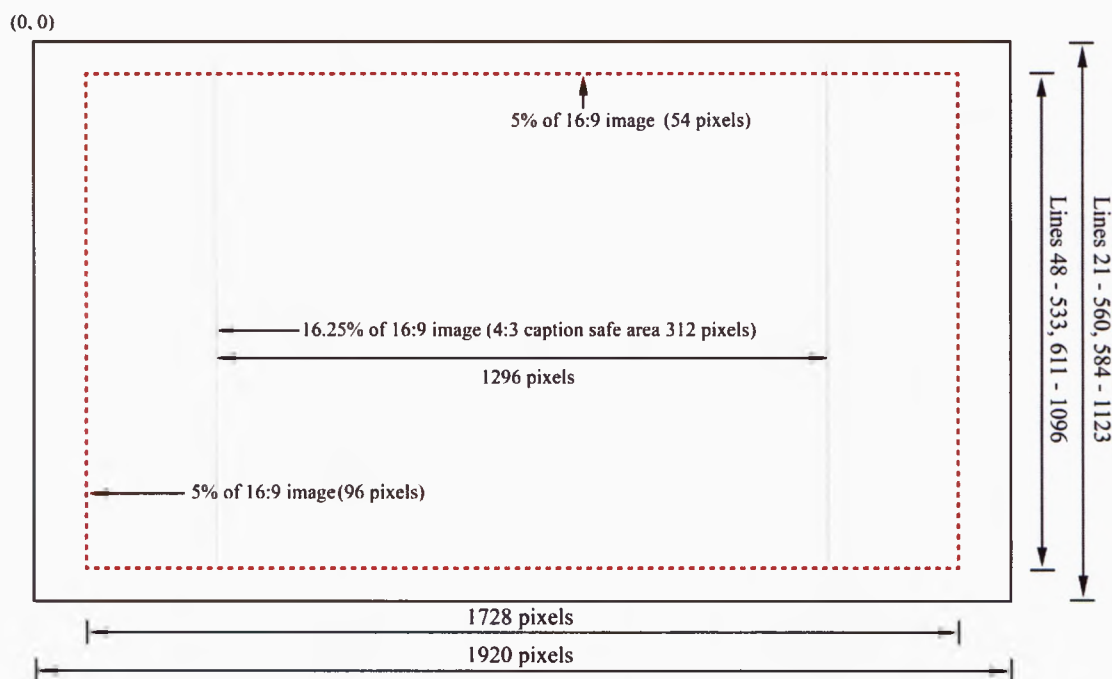 (0, 0)
5% of 16:9 image (54 pixels)
16.25% of 16:9 image (4:3 caption safe area 312 pixels)
1296 pixels
5% of 16:9 image(96 pixels)
1728 pixels
1920 pixels
Lines 48 - 533, 611 - 1096
Lines 21 - 560, 584 - 1123